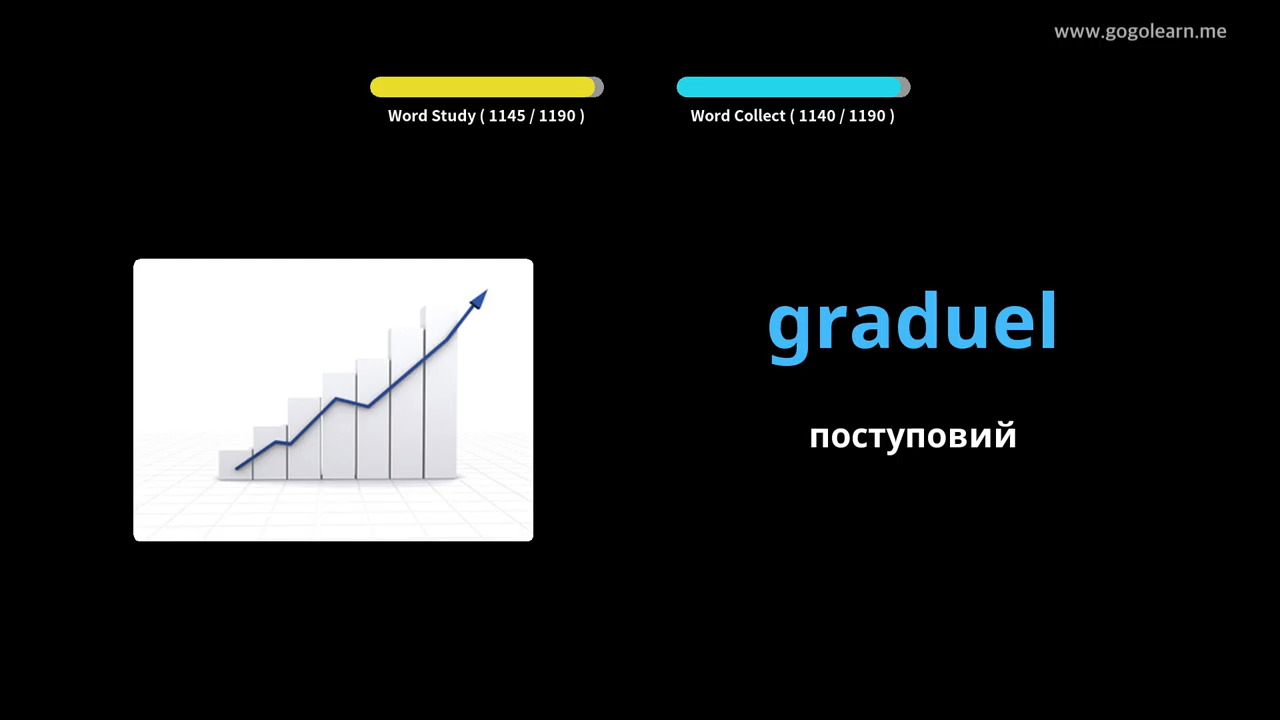 www.gogolearn.me
Word Study ( 1145 / 1190 )
Word Collect ( 1140 / 1190 )
graduel
поступовий